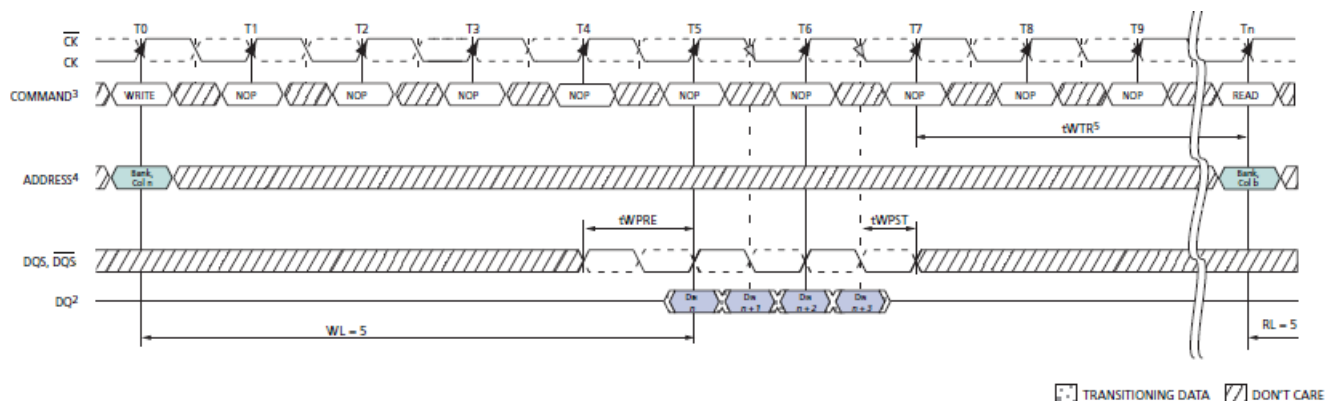 T0 T1 T2 T3 T4 T5 T6 T7 T8 T9 Tn
CK
CK
COMMAND3 WRITE NOP NOP NOP NOP NOP NOP NOP NOP NOP READ
tWTR5
ADDRESS4 Bank, Col n Bank, Col b
tWPRE tWPST
DQS, DQS
DQ2 DIN n DIN n + 1 DIN n + 2 DIN n + 3
WL = 5 RL = 5
TRANSITIONING DATA DON'T CARE